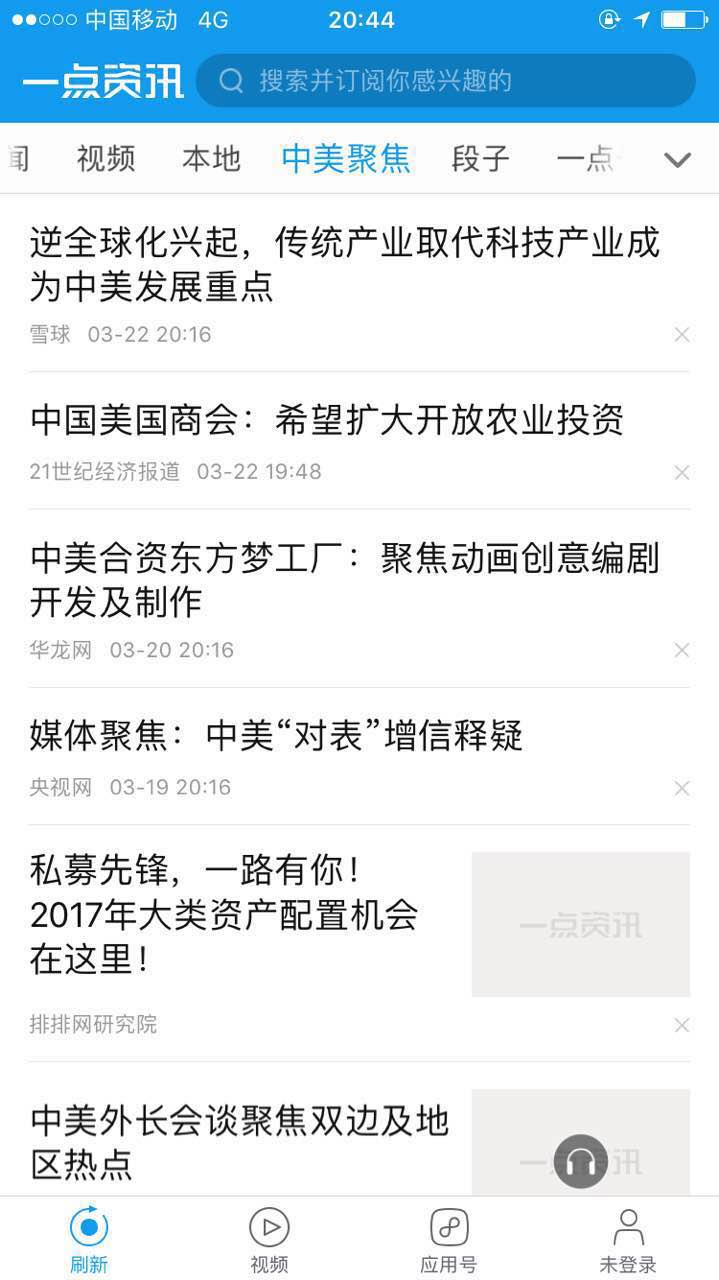 中国移动 4G 20:44
一点资讯 搜索并订阅你感兴趣的
闻 视频 本地 中美聚焦 段子 一点
逆全球化兴起，传统产业取代科技产业成
为中美发展重点
雪球 03-22 20:16
中国美国商会：希望扩大开放农业投资
21世纪经济报道 03-22 19:48
中美合资东方梦工厂：聚焦动画创意编剧
开发及制作
华龙网 03-20 20:16
媒体聚焦：中美“对表”增信释疑
央视网 03-19 20:16
私募先锋，一路有你！
2017年大类资产配置机会
在这里！
一点资讯
排排网研究院
中美外长会谈聚焦双边及地
区热点
一点资讯
刷新 视频 应用号 未登录